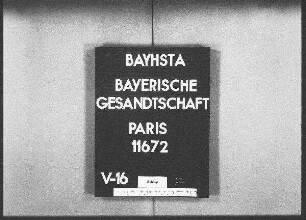 BAYHSTA
BAYERISCHE
GESANDTSCHAFT
PARIS
11672
V-16